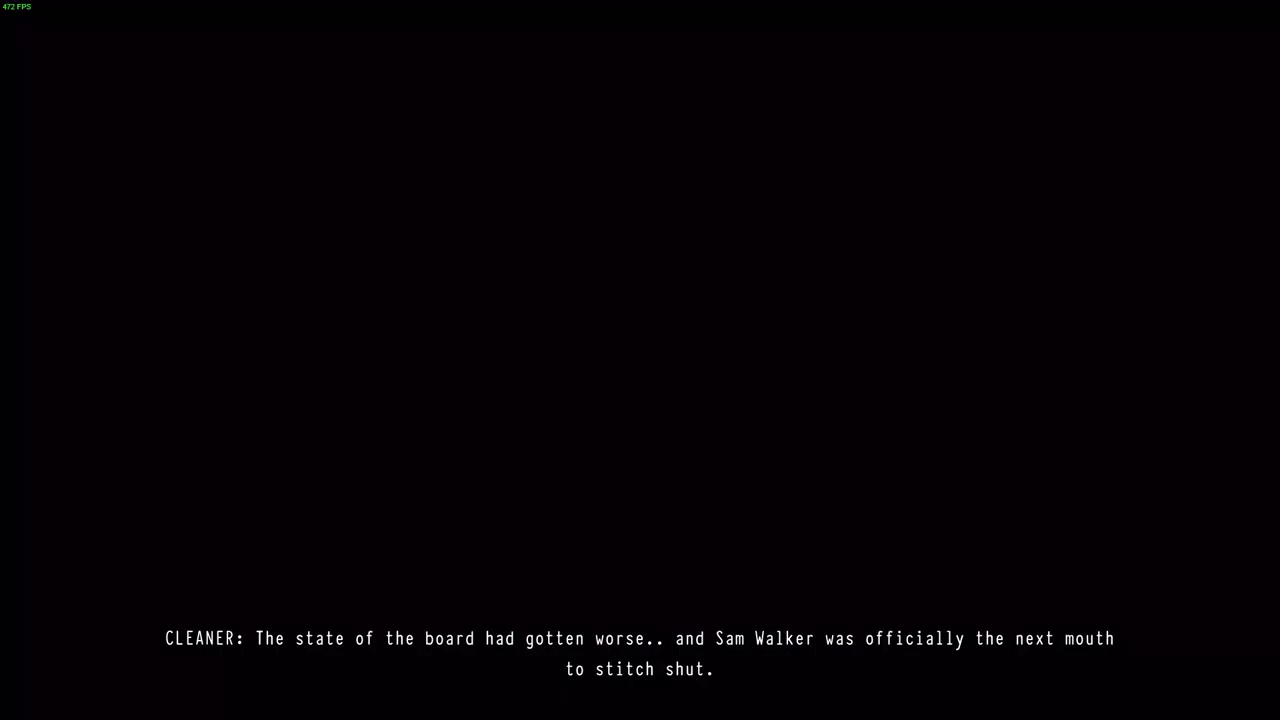 472 FPS
CLEANER: The state of the board had gotten worse.. and Sam Walker was officially the next mouth
to stitch shut.